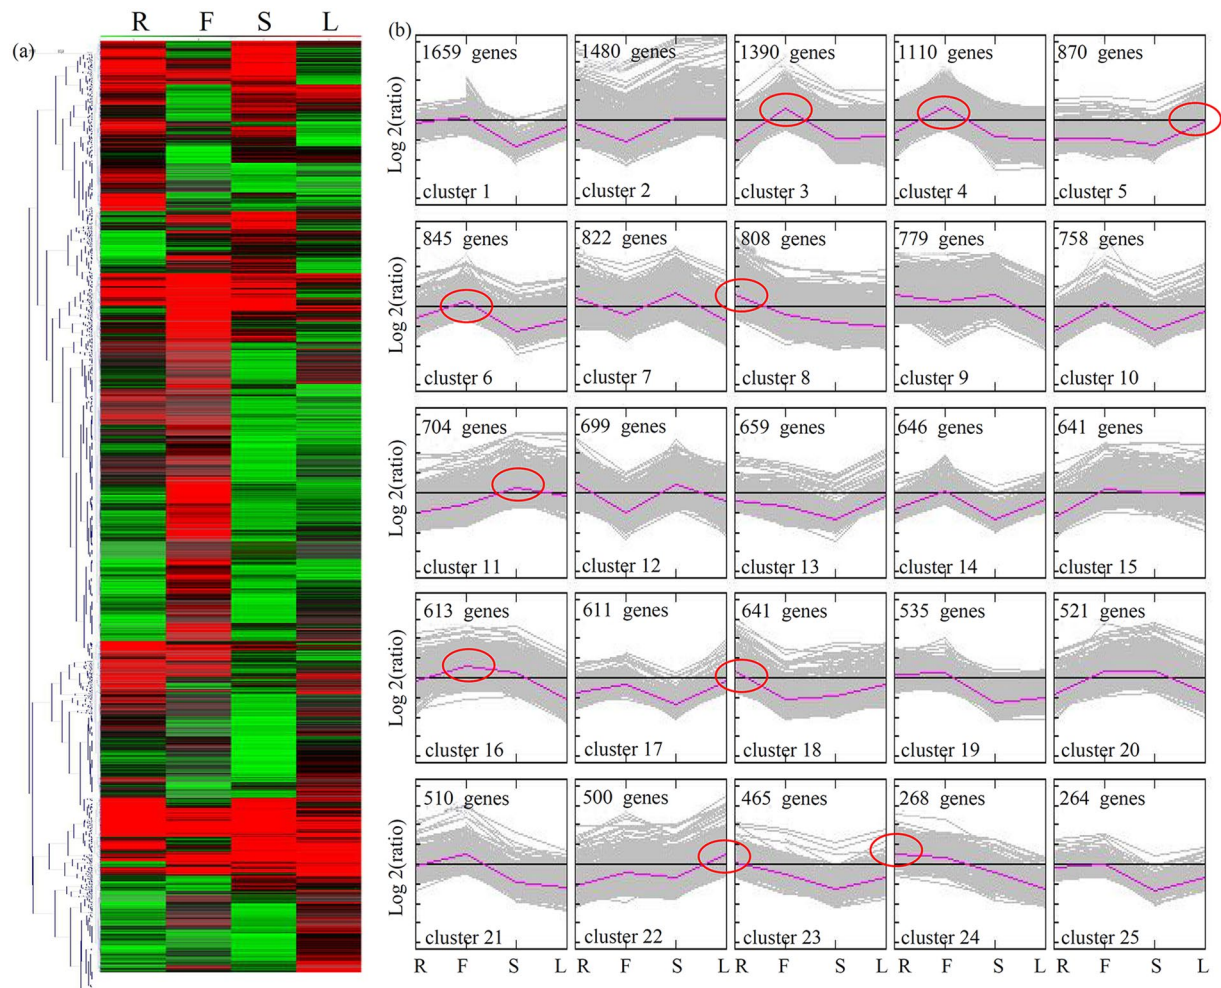 R F S L
(a)
(b)
1659 genes 1480 genes 1390 genes 1110 genes 870 genes
Log 2(ratio)
cluster 1 cluster 2 cluster 3 cluster 4 cluster 5
845 genes 822 genes 808 genes 779 genes 758 genes
Log 2(ratio)
cluster 6 cluster 7 cluster 8 cluster 9 cluster 10
704 genes 699 genes 659 genes 646 genes 641 genes
Log 2(ratio)
cluster 11 cluster 12 cluster 13 cluster 14 cluster 15
613 genes 611 genes 641 genes 535 genes 521 genes
Log 2(ratio)
cluster 16 cluster 17 cluster 18 cluster 19 cluster 20
510 genes 500 genes 465 genes 268 genes 264 genes
Log 2(ratio)
cluster 21 cluster 22 cluster 23 cluster 24 cluster 25
R F S L R F S L R F S L R F S L R F S L